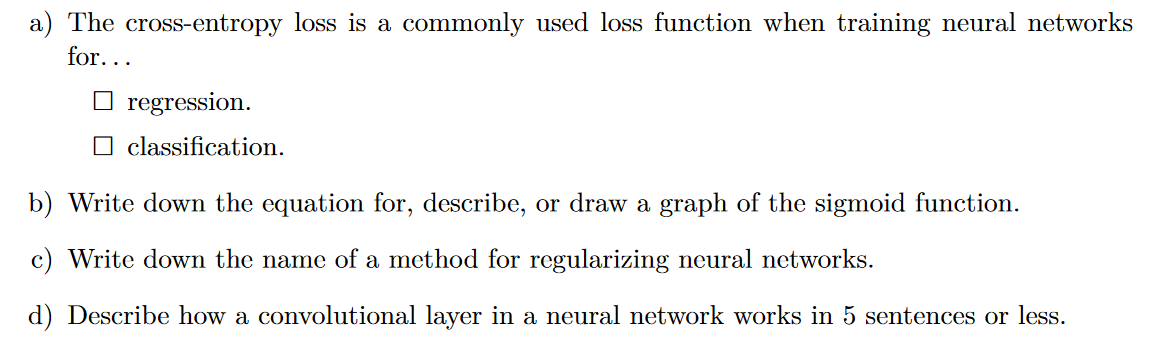 a) The cross-entropy loss is a commonly used loss function when training neural networks
for...
☐ regression.
☐ classification.
b) Write down the equation for, describe, or draw a graph of the sigmoid function.
c) Write down the name of a method for regularizing neural networks.
d) Describe how a convolutional layer in a neural network works in 5 sentences or less.